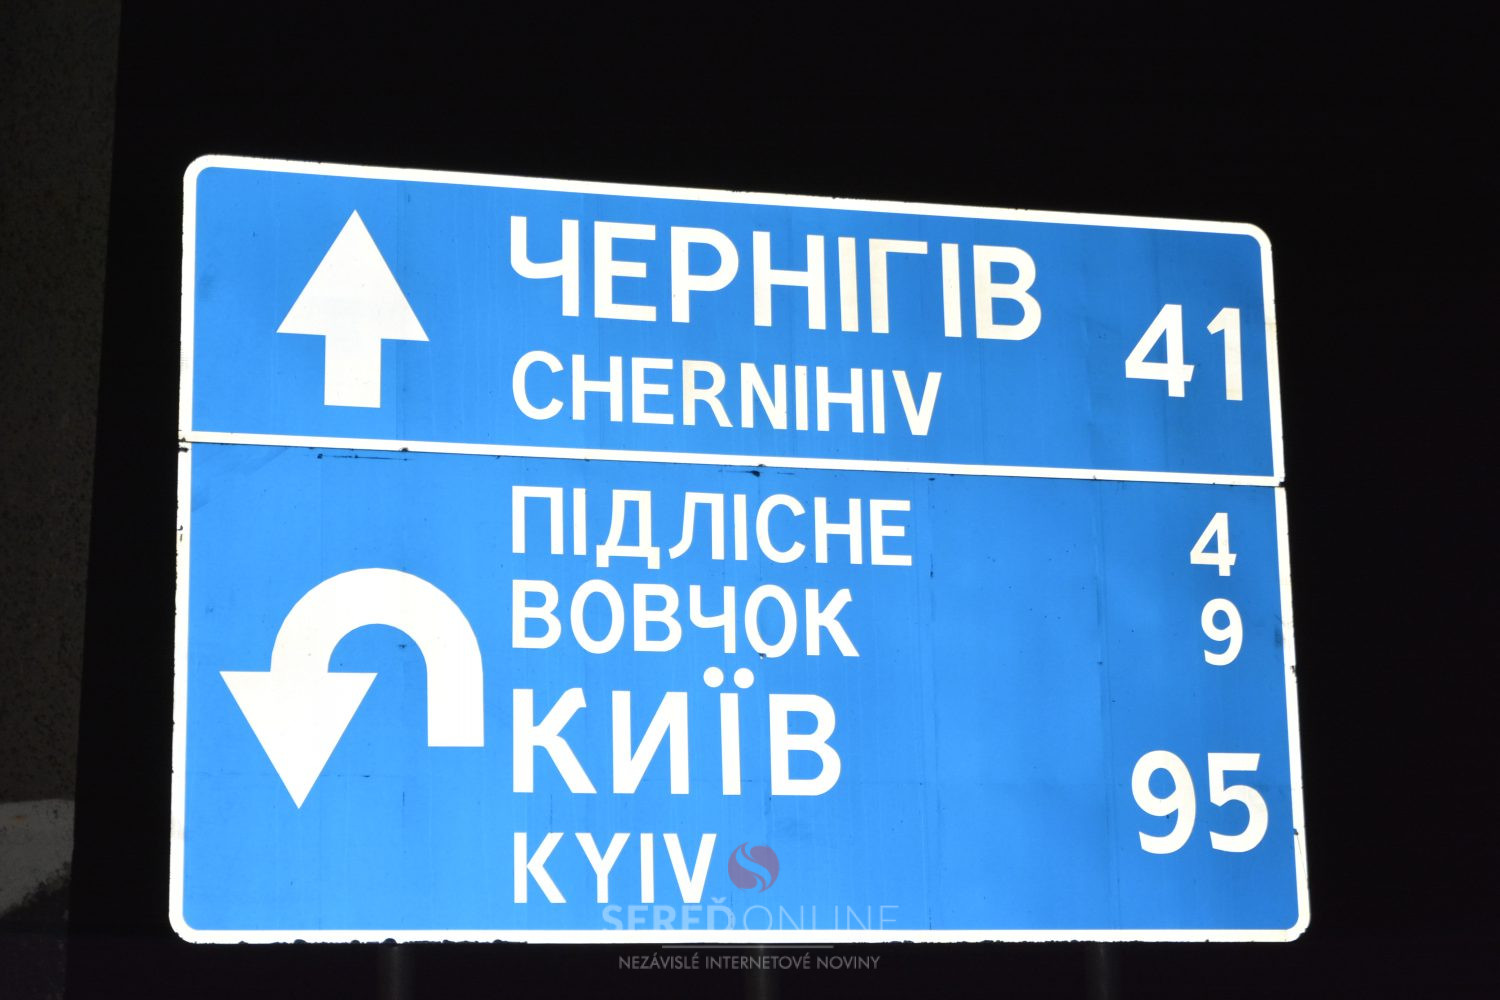 ЧЕРНІГІВ
CHERNIHIV
41
ПІДЛІСНЕ 4
ВОВЧОК 9
КИЇВ
KYIV
95
SEREĎONLINE
NEZÁVISLÉ INTERNETOVÉ NOVINY